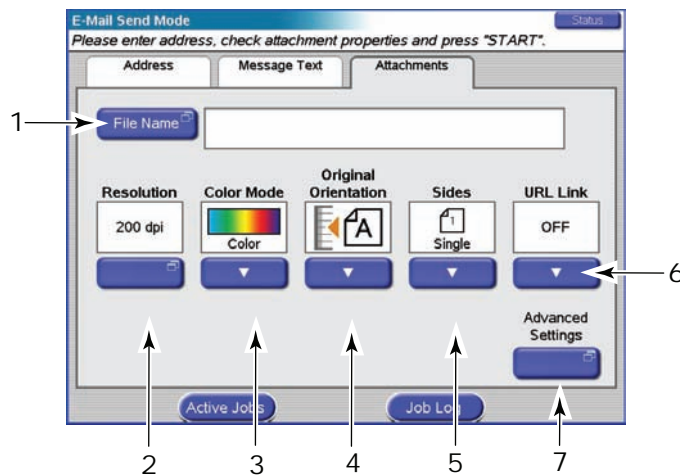 E-Mail Send Mode
Status
Please enter address, check attachment properties and press "START".
Address
Message Text
Attachments
1
File Name
Resolution
Color Mode
Original
Orientation
Sides
URL Link
200 dpi
Color
A
1
Single
OFF
6
Advanced
Settings
Active Jobs
Job Log
2
3
4
5
7